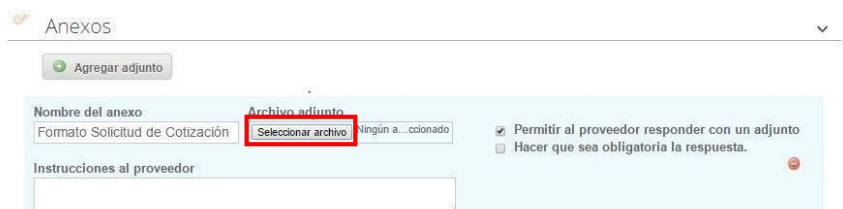 Anexos
Agregar adjunto
Nombre del anexo
Archivo adjunto
Formato Solicitud de Cotización
Seleccionar archivo Ningún a...ccionado
Permitir al proveedor responder con un adjunto
Hacer que sea obligatoria la respuesta.
Instrucciones al proveedor